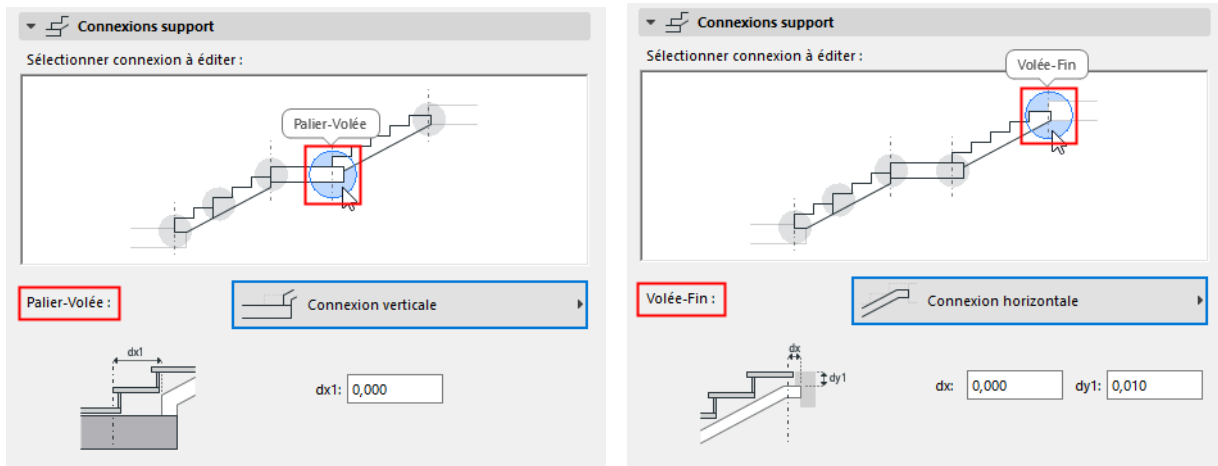 Connexions support
Sélectionner connexion à éditer :
Palier-Volée
Palier-Volée :
Connexion verticale
dx1
dx1: 0,000
Connexions support
Sélectionner connexion à éditer :
Volée-Fin
Volée-Fin :
Connexion horizontale
dx
dy1
dx: 0,000 dy1: 0,010